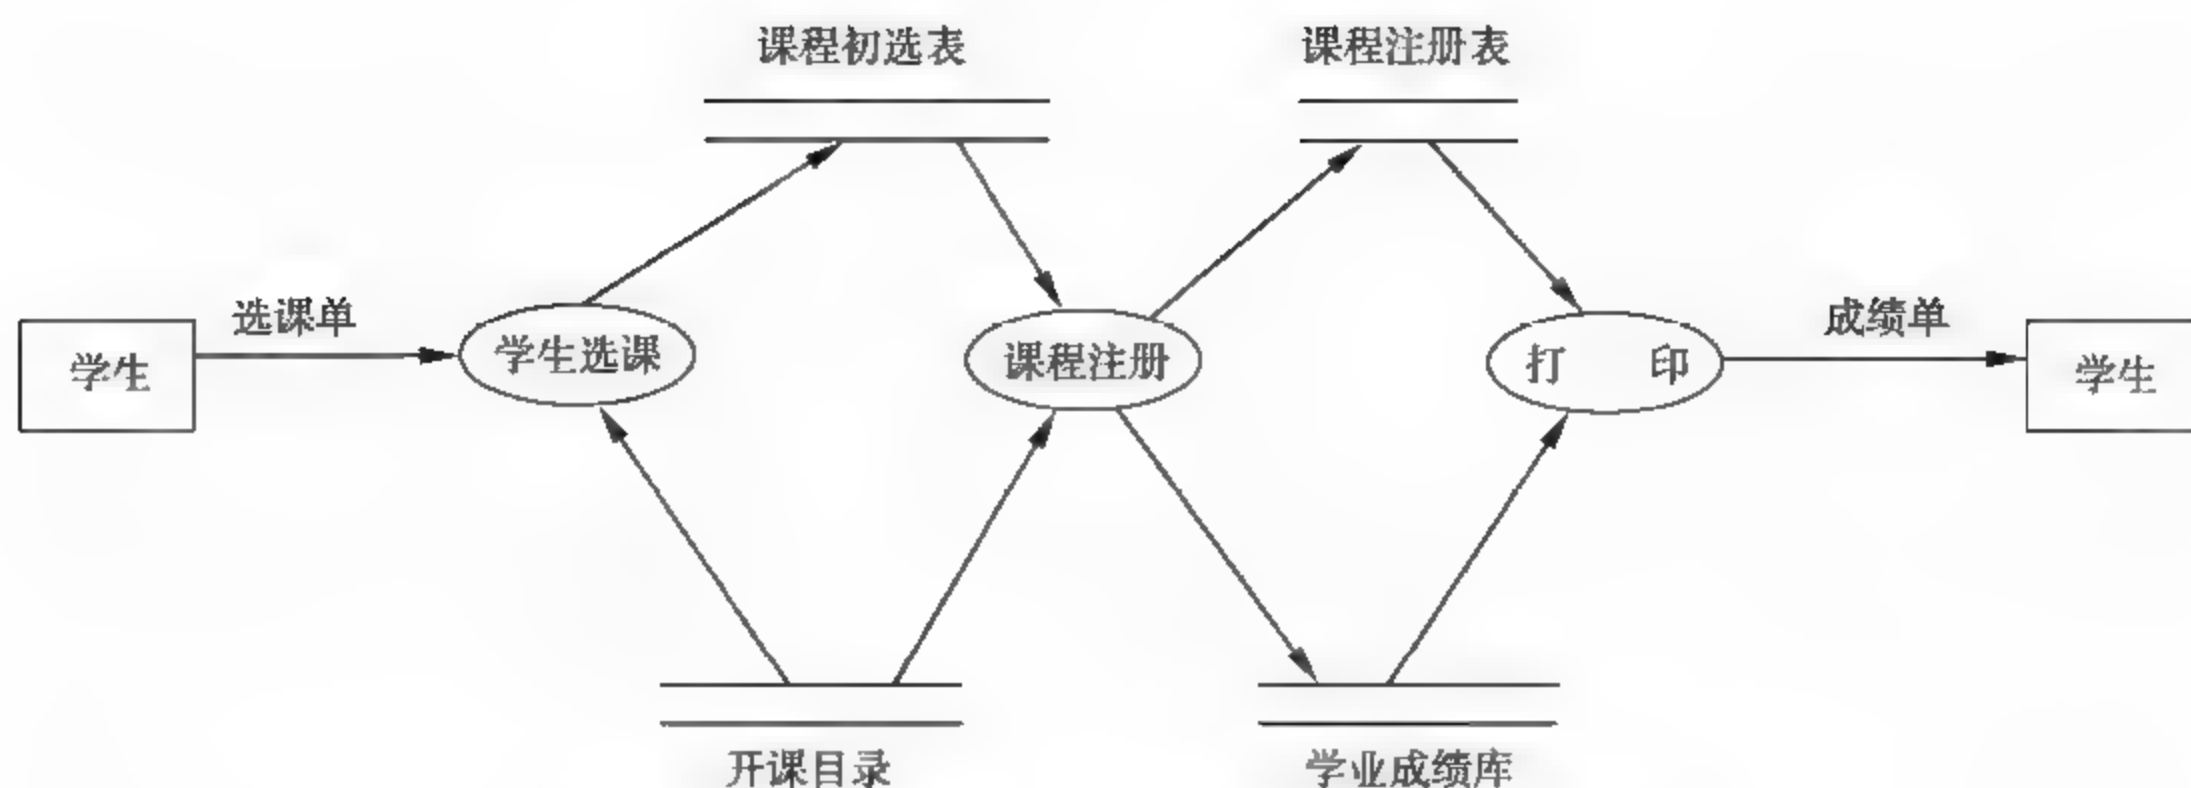 课程初选表
课程注册表
学生
选课单
学生选课
课程注册
打 印
成绩单
学生
开课目录
学业成绩库